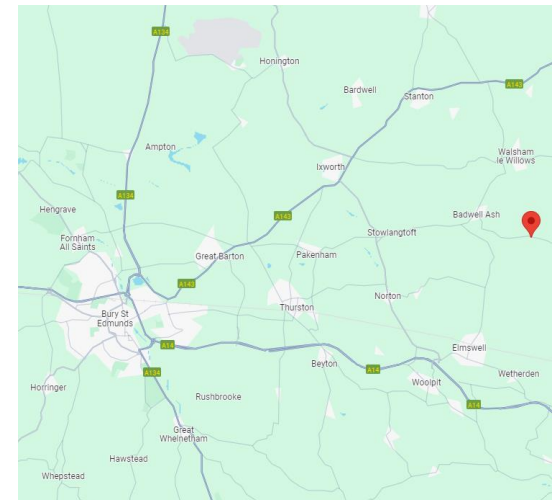 A134
Honington
A143
Bardwell
Stanton
Ampton
Walsham
le Willows
Ixworth
A134
Hengrave
A143
Badwell Ash
Fornham
All Saints
Stowlangtoft
Great Barton
Pakenham
A143
Norton
Thurston
Bury St
Edmunds
A14
Elmswell
Beyton
A14
Wetherden
A134
Woolpit
Horringer
Rushbrooke
A14
Great
Whelnetham
Hawstead
Whepstead